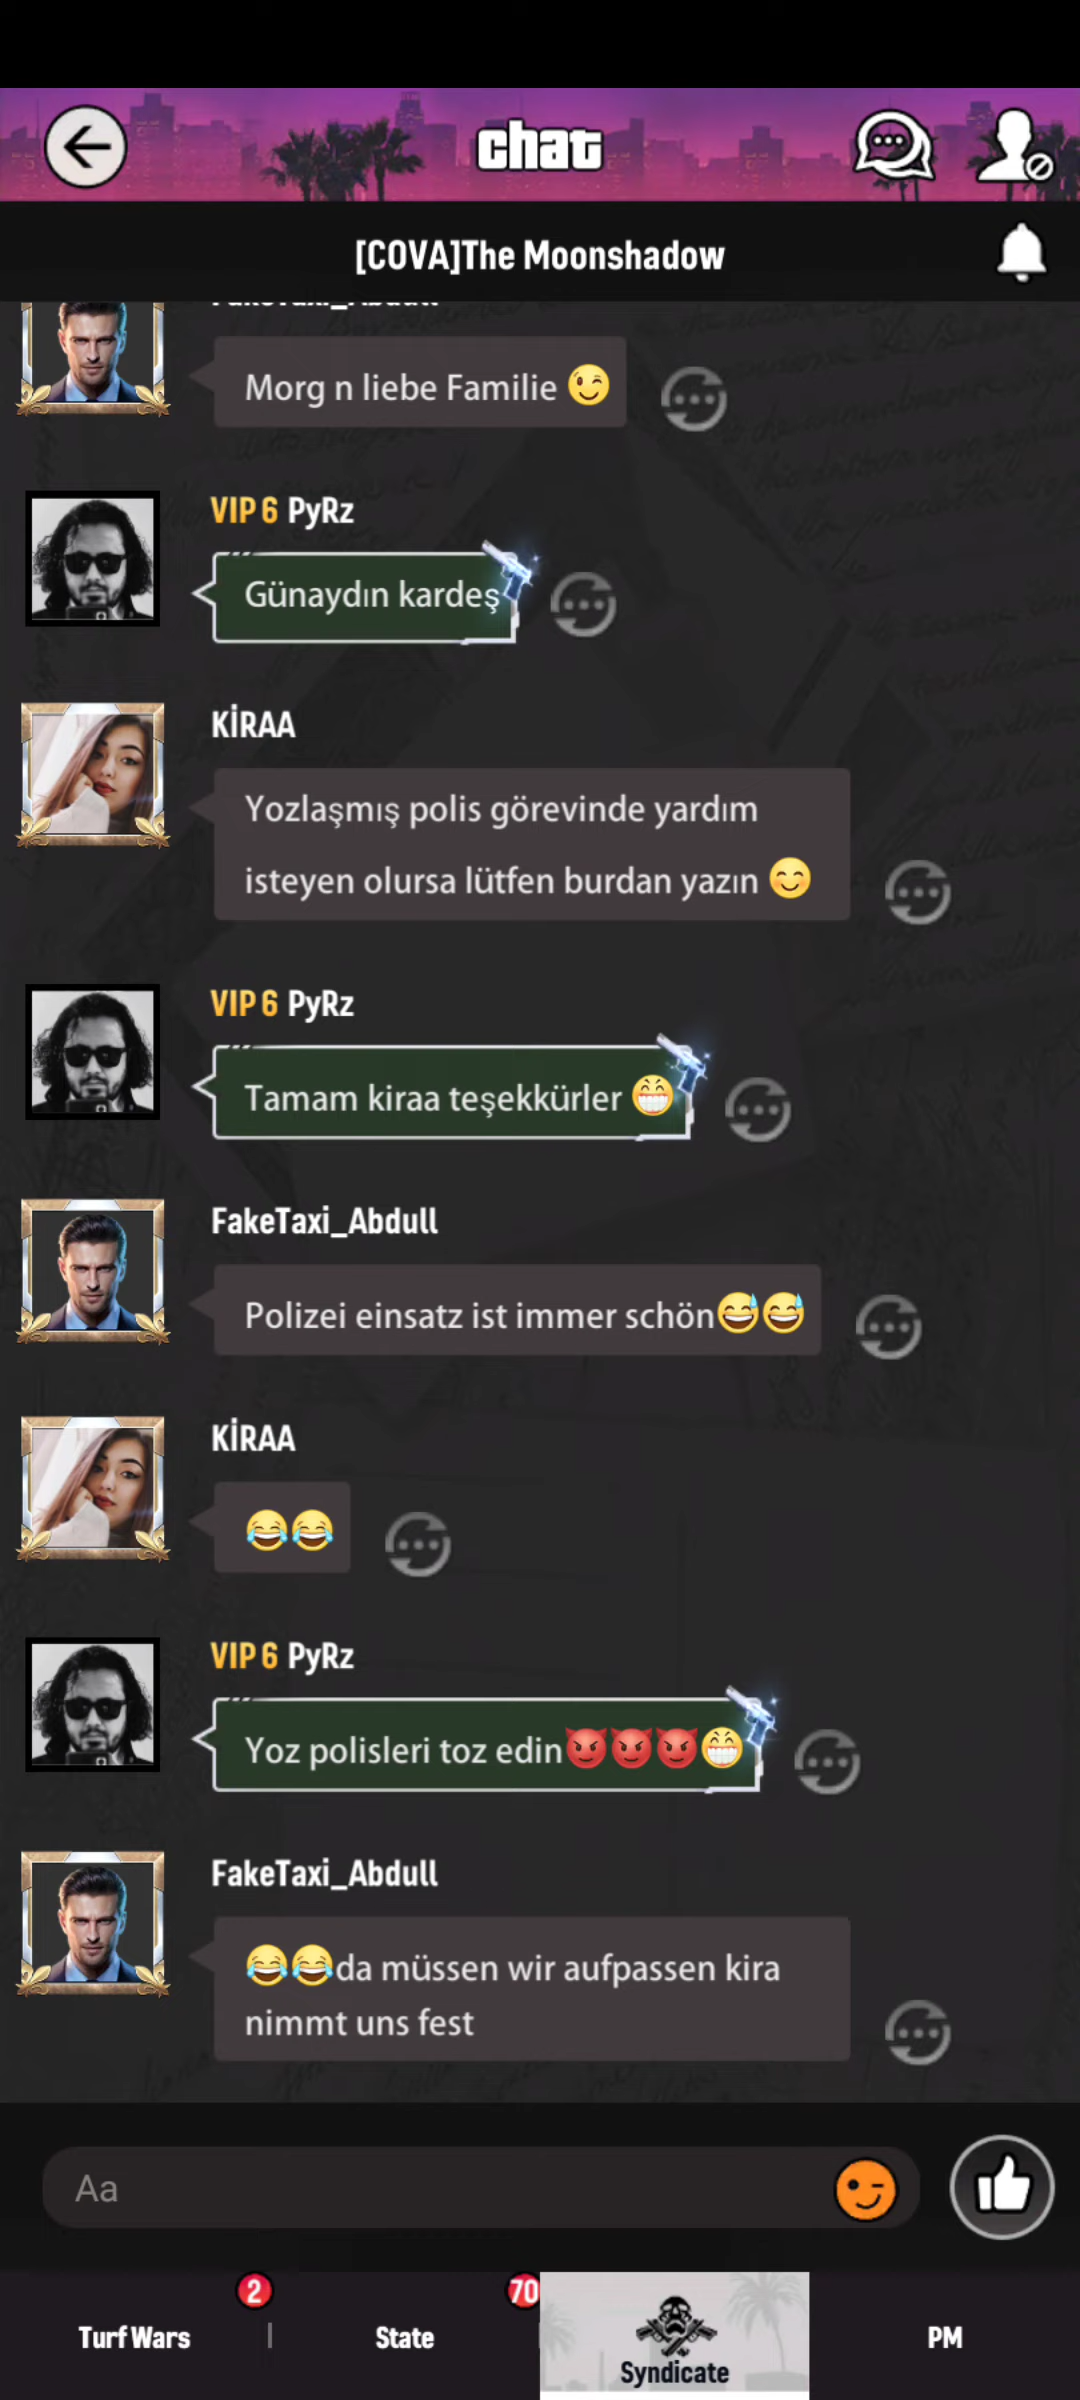 chat
[COVA]The Moonshadow
FakeTaxi_Abdull
Morg n liebe Familie 😉
VIP 6 PyRz
Günaydın kardeş
KİRAA
Yozlaşmış polis görevinde yardım
isteyen olursa lütfen burdan yazın 😊
VIP 6 PyRz
Tamam kiraa teşekkürler 😁
FakeTaxi_Abdull
Polizei einsatz ist immer schön😅😅
KİRAA
😂😂
VIP 6 PyRz
Yoz polisleri toz edin😈😈😈😁
FakeTaxi_Abdull
😂😂da müssen wir aufpassen kira
nimmt uns fest
Aa
2
70
Turf Wars
State
Syndicate
PM